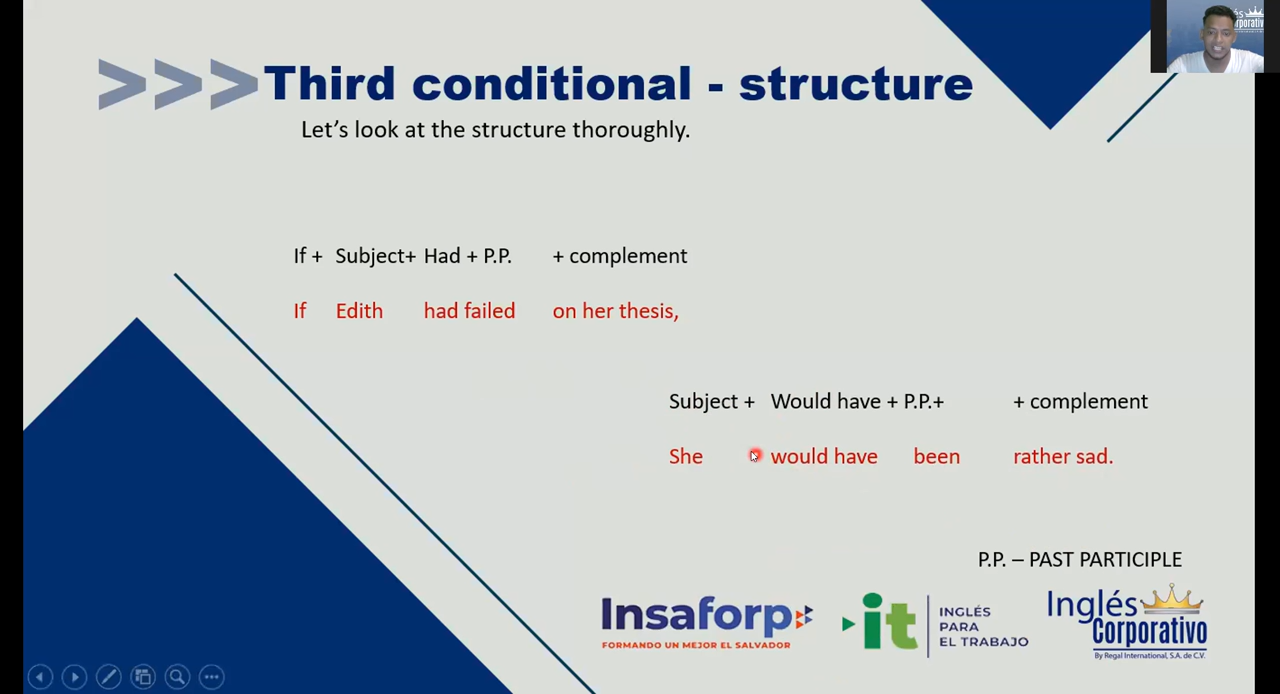 >>>Third conditional - structure
Let's look at the structure thoroughly.
If + Subject+ Had + P.P. + complement
If Edith had failed on her thesis,
Subject + Would have + P.P.+ + complement
She would have been rather sad.
P.P. – PAST PARTICIPLE
Insaforp
FORMANDO UN MEJOR EL SALVADOR
it
INGLÉS
PARA
EL TRABAJO
Inglés
Corporativo
By Regal International, S.A. de C.V.